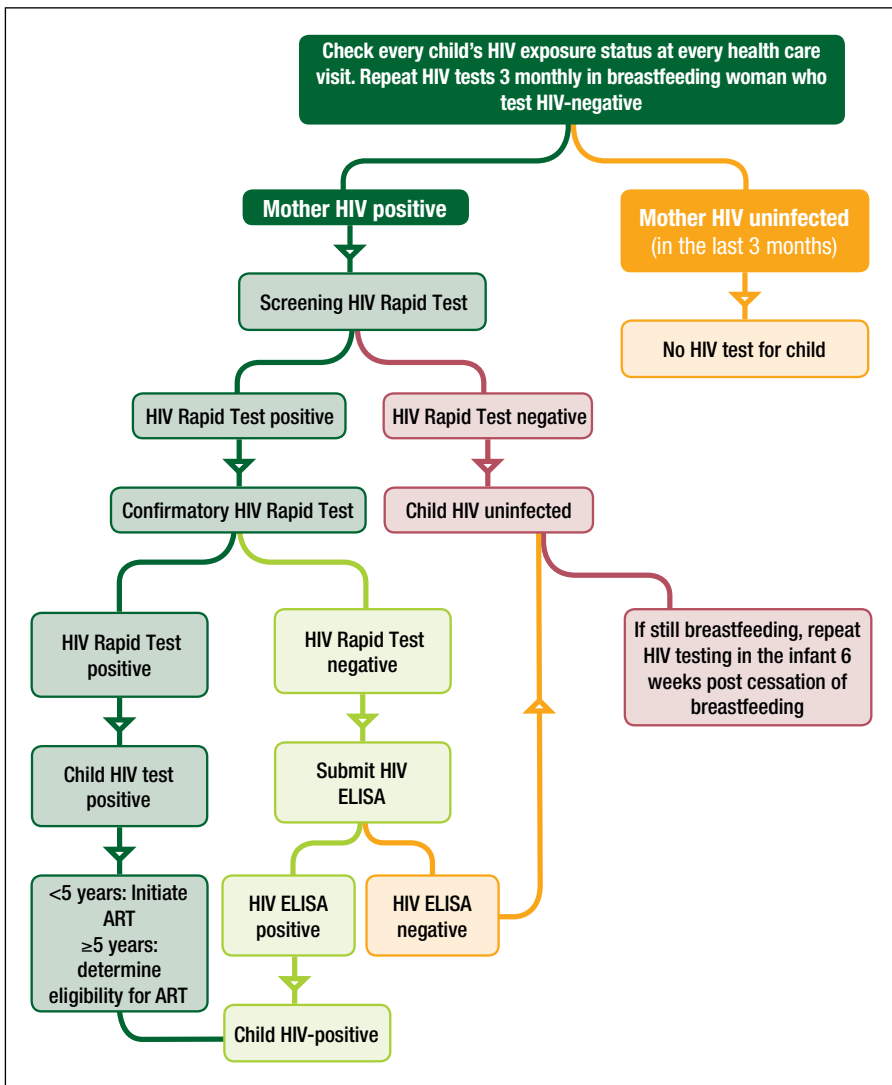 Check every child's HIV exposure status at every health care
visit. Repeat HIV tests 3 monthly in breastfeeding woman who
test HIV-negative
Mother HIV positive
Mother HIV uninfected
(in the last 3 months)
Screening HIV Rapid Test
No HIV test for child
HIV Rapid Test positive
HIV Rapid Test negative
Confirmatory HIV Rapid Test
Child HIV uninfected
HIV Rapid Test
positive
HIV Rapid Test
negative
If still breastfeeding, repeat
HIV testing in the infant 6
weeks post cessation of
breastfeeding
Child HIV test
positive
Submit HIV
ELISA
<5 years: Initiate
ART
≥5 years:
determine
eligibility for ART
HIV ELISA
positive
HIV ELISA
negative
Child HIV-positive